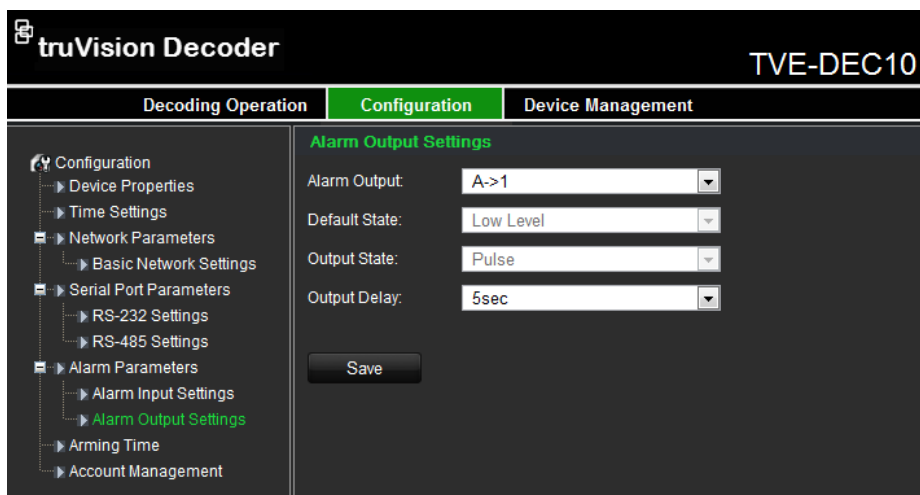 truVision Decoder
TVE-DEC10
Decoding Operation Configuration Device Management
Configuration
Device Properties
Time Settings
Network Parameters
Basic Network Settings
Serial Port Parameters
RS-232 Settings
RS-485 Settings
Alarm Parameters
Alarm Input Settings
Alarm Output Settings
Arming Time
Account Management
Alarm Output Settings
Alarm Output: A->1
Default State: Low Level
Output State: Pulse
Output Delay: 5sec
Save